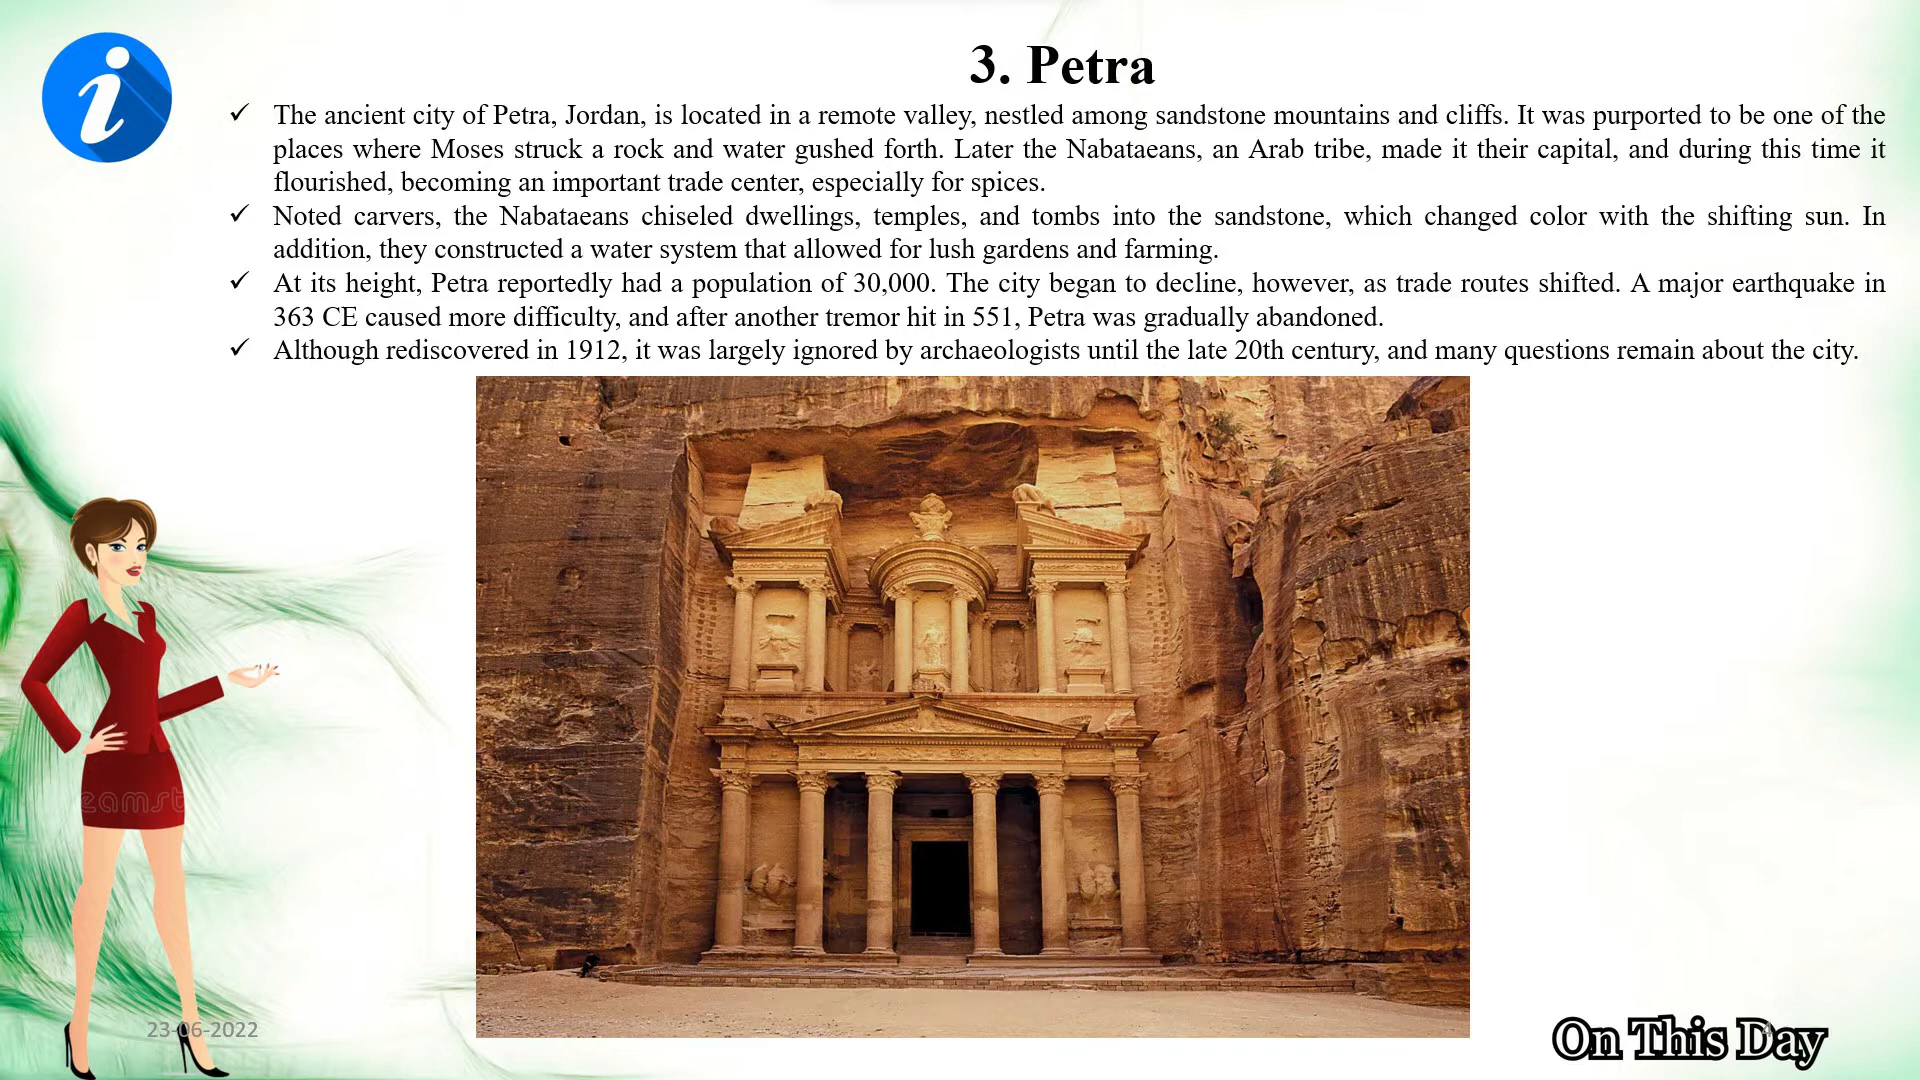 3. Petra
✓ The ancient city of Petra, Jordan, is located in a remote valley, nestled among sandstone mountains and cliffs. It was purported to be one of the
places where Moses struck a rock and water gushed forth. Later the Nabataeans, an Arab tribe, made it their capital, and during this time it
flourished, becoming an important trade center, especially for spices.
✓ Noted carvers, the Nabataeans chiseled dwellings, temples, and tombs into the sandstone, which changed color with the shifting sun. In
addition, they constructed a water system that allowed for lush gardens and farming.
✓ At its height, Petra reportedly had a population of 30,000. The city began to decline, however, as trade routes shifted. A major earthquake in
363 CE caused more difficulty, and after another tremor hit in 551, Petra was gradually abandoned.
✓ Although rediscovered in 1912, it was largely ignored by archaeologists until the late 20th century, and many questions remain about the city.
i
eamst
23-06-2022
4
On This Day